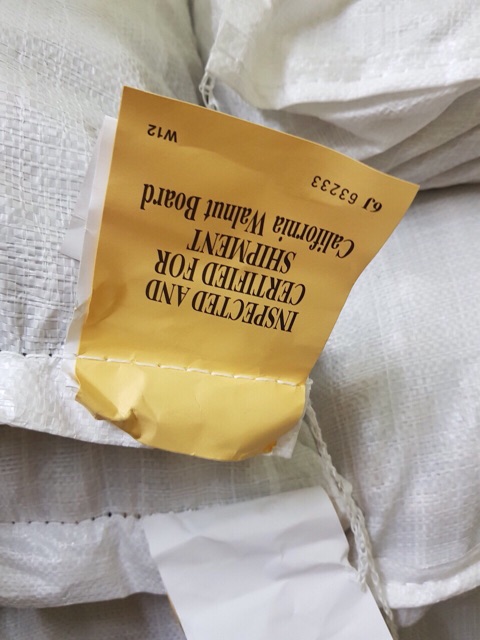 INSPECTED AND
CERTIFIED FOR
SHIPMENT
California Walnut Board
6J 63233
W12